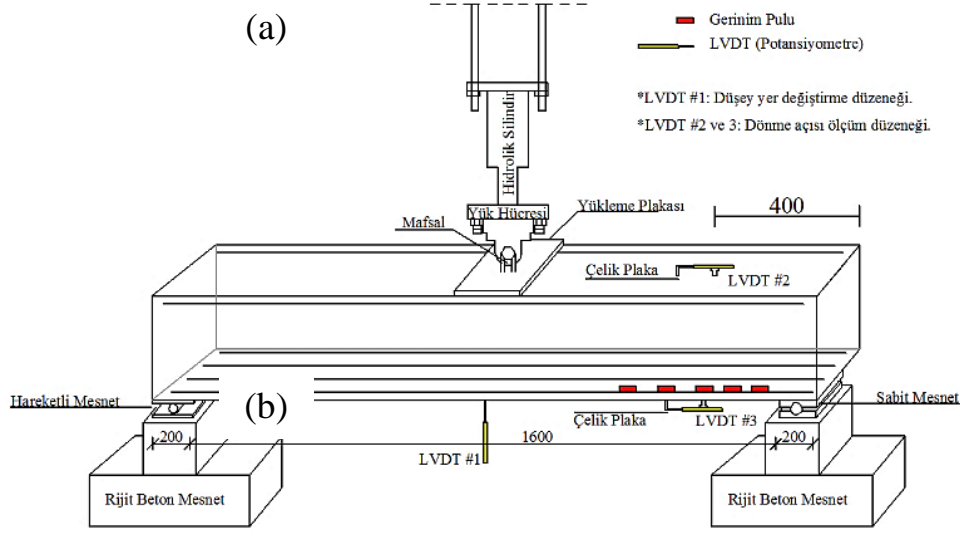 (a)
Gerinim Pulu
LVDT (Potansiyometre)
*LVDT #1: Düşey yer değiştirme düzeneği.
*LVDT #2 ve 3: Dönme açısı ölçüm düzeneği.
Hidrolik Silindir
Yük Hücresi
Mafsal
Yükleme Plakası
400
Çelik Plaka
LVDT #2
Hareketli Mesnet
(b)
Sabit Mesnet
Çelik Plaka
LVDT #3
200
1600
200
LVDT #1
Rijit Beton Mesnet
Rijit Beton Mesnet